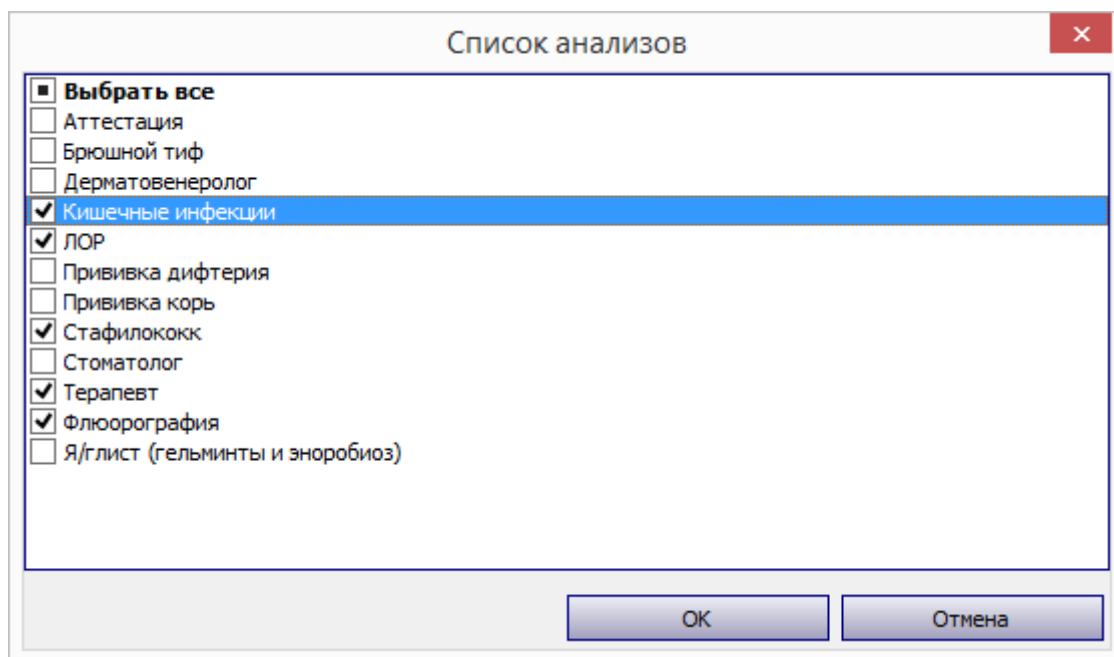 Список анализов
Выбрать все
Аттестация
Брюшной тиф
Дерматовенеролог
Кишечные инфекции
ЛОР
Прививка дифтерия
Прививка корь
Стафилококк
Стоматолог
Терапевт
Флюорография
Я/глист (гельминты и эноробиоз)
ОК
Отмена